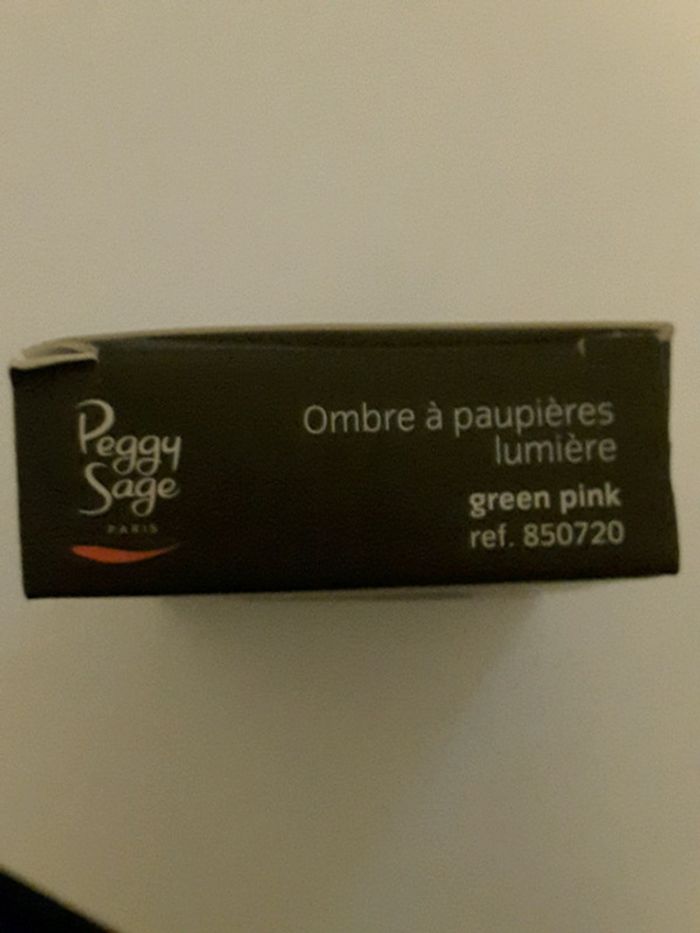 Peggy
Sage
PARIS
Ombre à paupières
lumière
green pink
ref. 850720